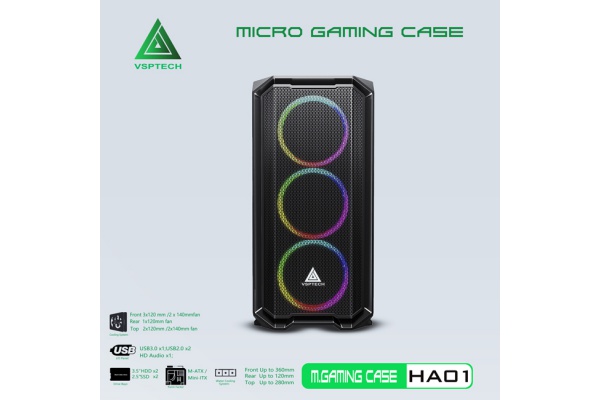 MICRO GAMING CASE
VSPTECH
VSPTECH
Front 3x120 mm /2 x 140mmfan
Rear 1x120mm fan
Top 2x120mm /2x140mm fan
USB
USB3.0 x1;USB2.0 x2
HD Audio x1;
3.5"HDD x2
2.5"SSD x2
M-ATX /
Mini-ITX
Front Up to 360mm
Rear Up to 120mm
Top Up to 280mm
M.GAMING CASE HA01